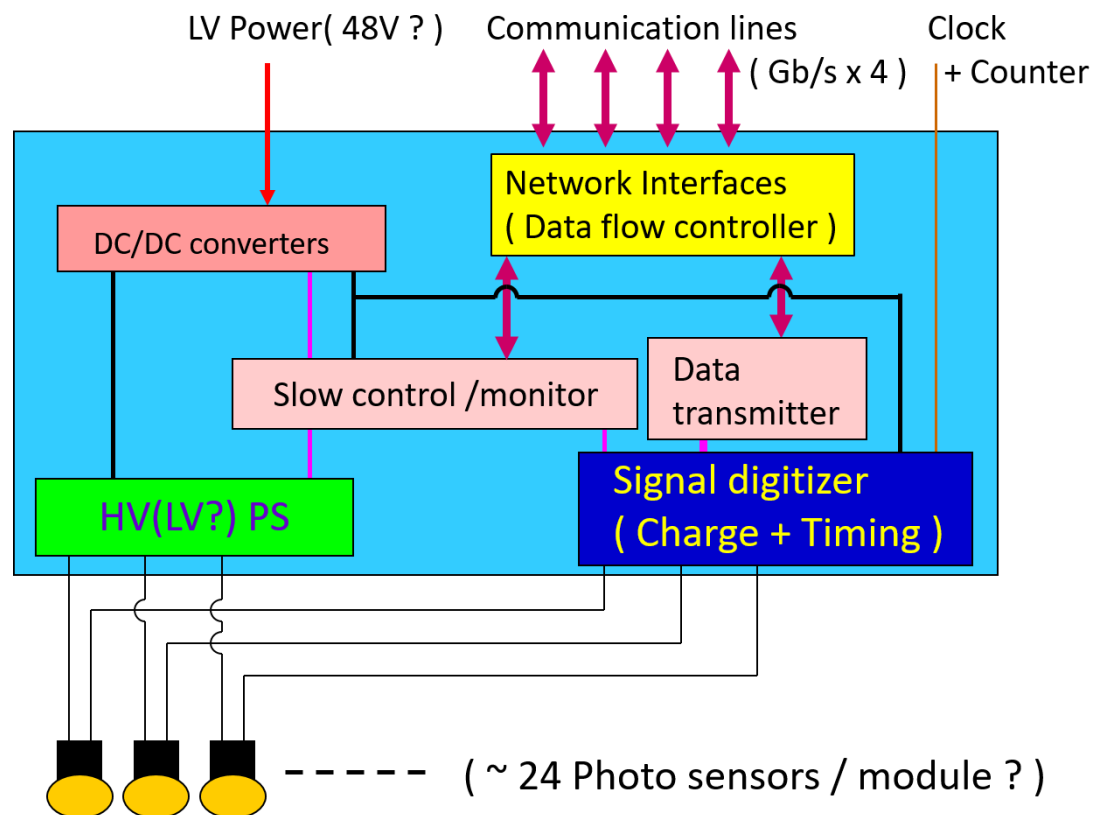 LV Power( 48V ? )
Communication lines
( Gb/s x 4 )
Clock
+ Counter
Network Interfaces
( Data flow controller )
DC/DC converters
Slow control /monitor
Data
transmitter
HV(LV?) PS
Signal digitizer
( Charge + Timing )
( ~ 24 Photo sensors / module ? )